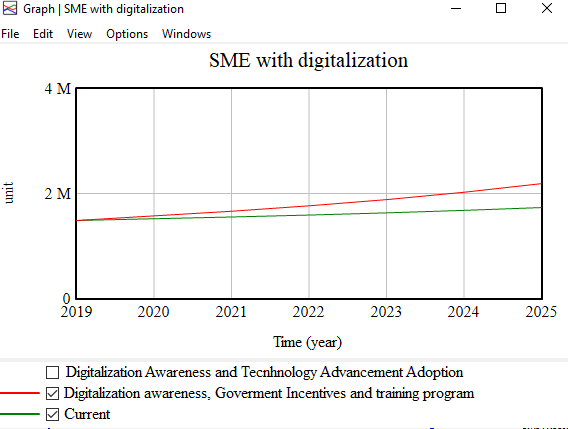 Graph | SME with digitalization
File Edit View Options Windows
SME with digitalization
4 M
unit
2 M
0
2019 2020 2021 2022 2023 2024 2025
Time (year)
Digitalization Awareness and Tecnhnology Advancement Adoption
Digitalization awareness, Goverment Incentives and training program
Current